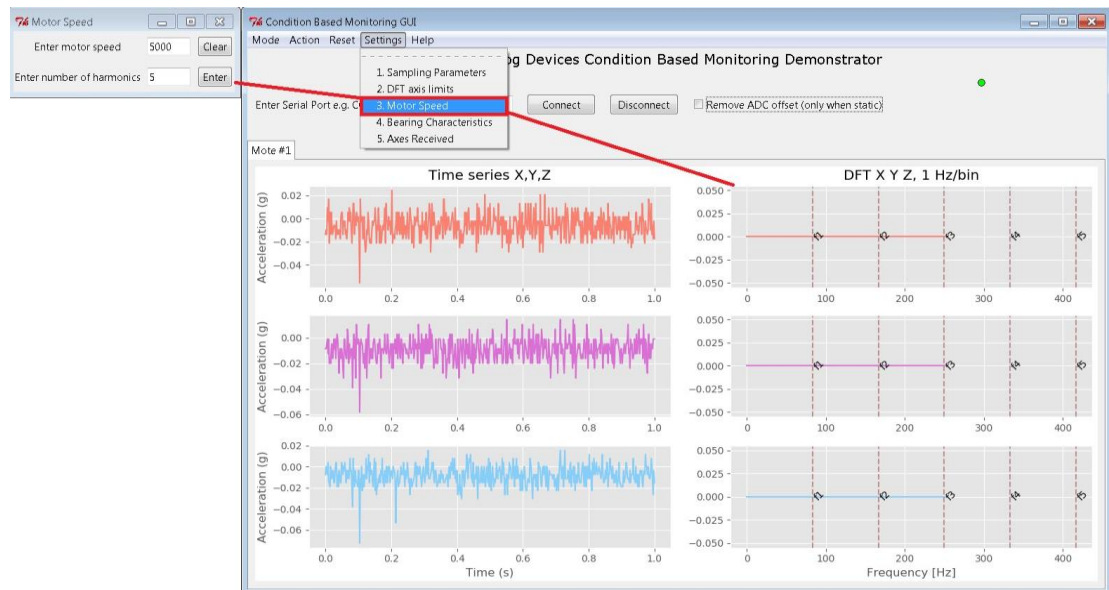 Motor Speed
Enter motor speed 5000 Clear
Enter number of harmonics 5 Enter
Condition Based Monitoring GUI
Mode Action Reset Settings Help
Devices Condition Based Monitoring Demonstrator
1. Sampling Parameters
2. DFT axis limits
3. Motor Speed
4. Bearing Characteristics
5. Axes Received
Enter Serial Port e.g. Connect Disconnect Remove ADC offset (only when static)
Mote #1
Time series X,Y,Z
Acceleration (g)
0.02
0.00
−0.02
−0.04
0.0 0.2 0.4 0.6 0.8 1.0
Acceleration (g)
0.00
−0.02
−0.04
−0.06
0.0 0.2 0.4 0.6 0.8 1.0
Acceleration (g)
0.02
0.00
−0.02
−0.04
−0.06
0.0 0.2 0.4 0.6 0.8 1.0
Time (s)
DFT X Y Z, 1 Hz/bin
0.050
0.025
0.000
−0.025
−0.050
f1 f2 f3 f4 f5
0 100 200 300 400
0.050
0.025
0.000
−0.025
−0.050
f1 f2 f3 f4 f5
0 100 200 300 400
0.050
0.025
0.000
−0.025
−0.050
f1 f2 f3 f4 f5
0 100 200 300 400
Frequency [Hz]